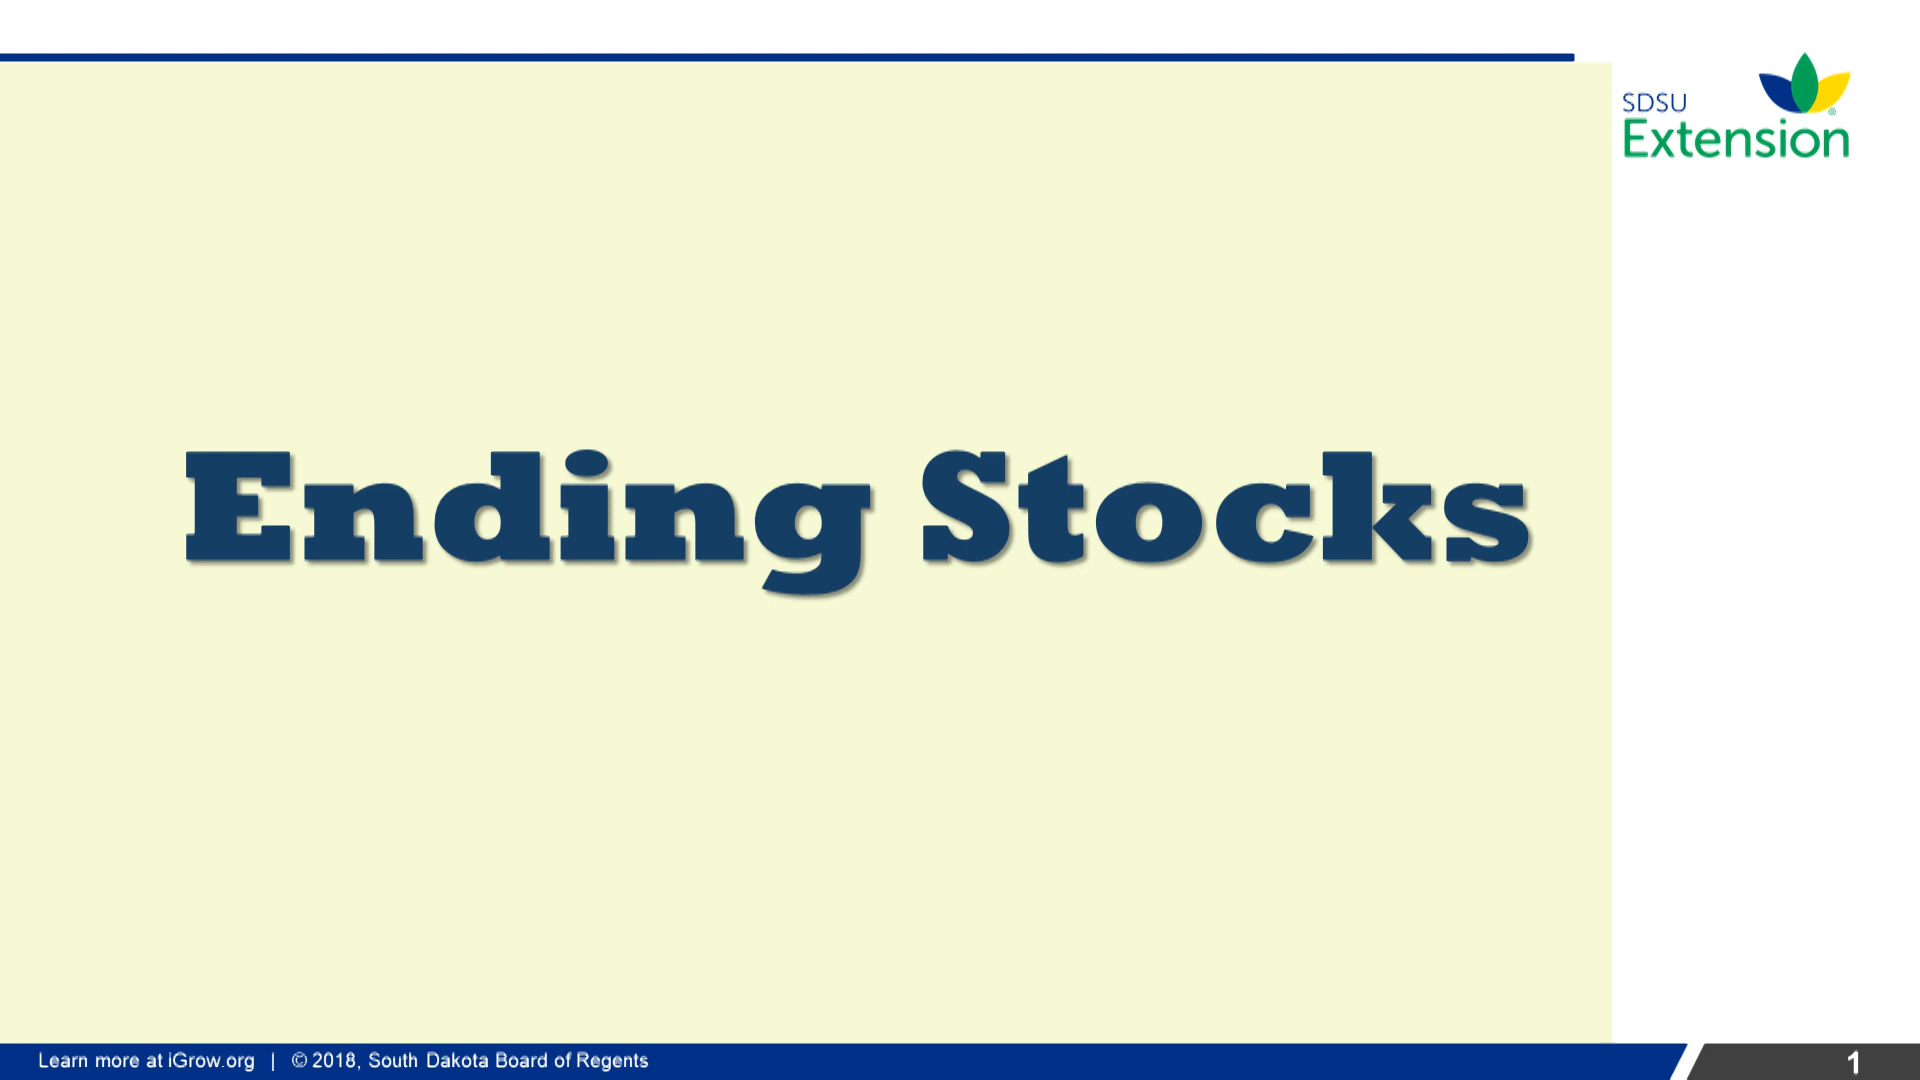 SDSU
Extension
®
Ending Stocks
Learn more at iGrow.org | © 2018, South Dakota Board of Regents
1